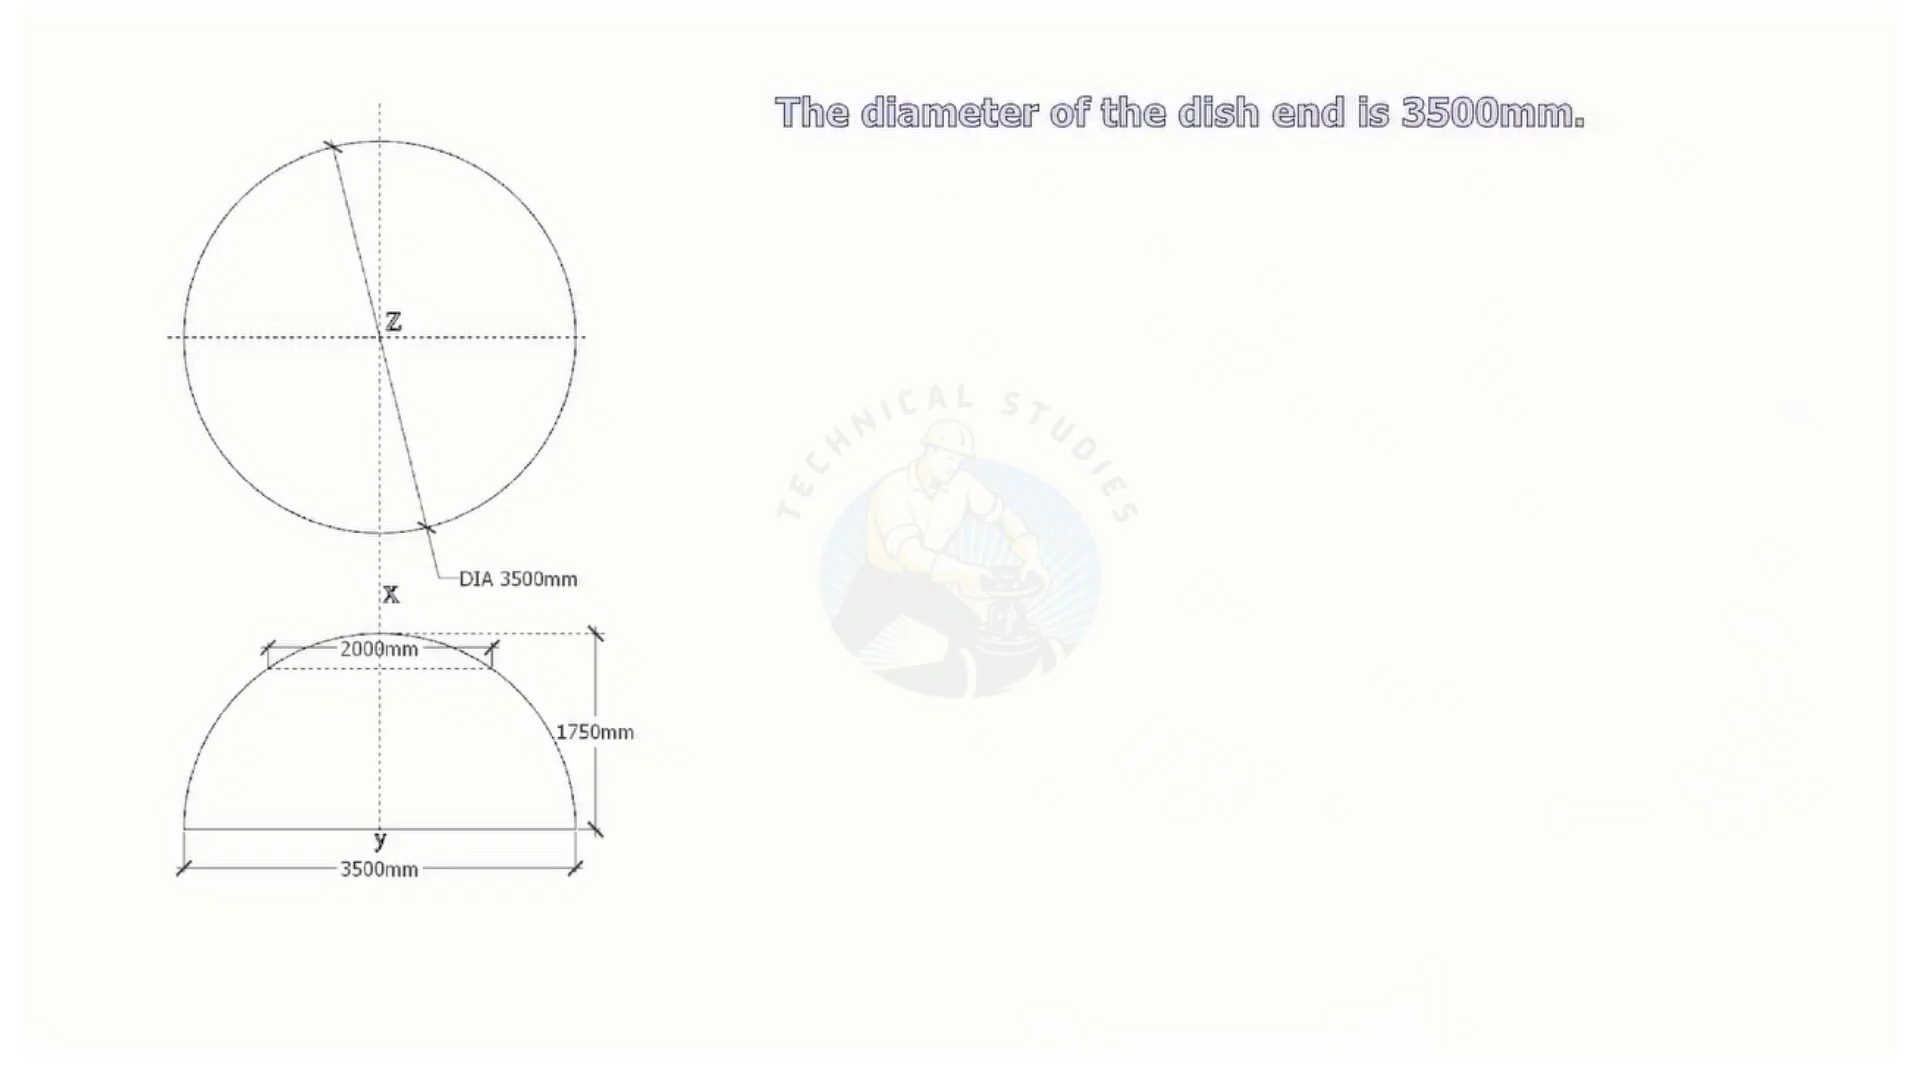 The diameter of the dish end is 3500mm.
Z
TECHNICAL STUDIES
DIA 3500mm
X
2000mm
1750mm
y
3500mm